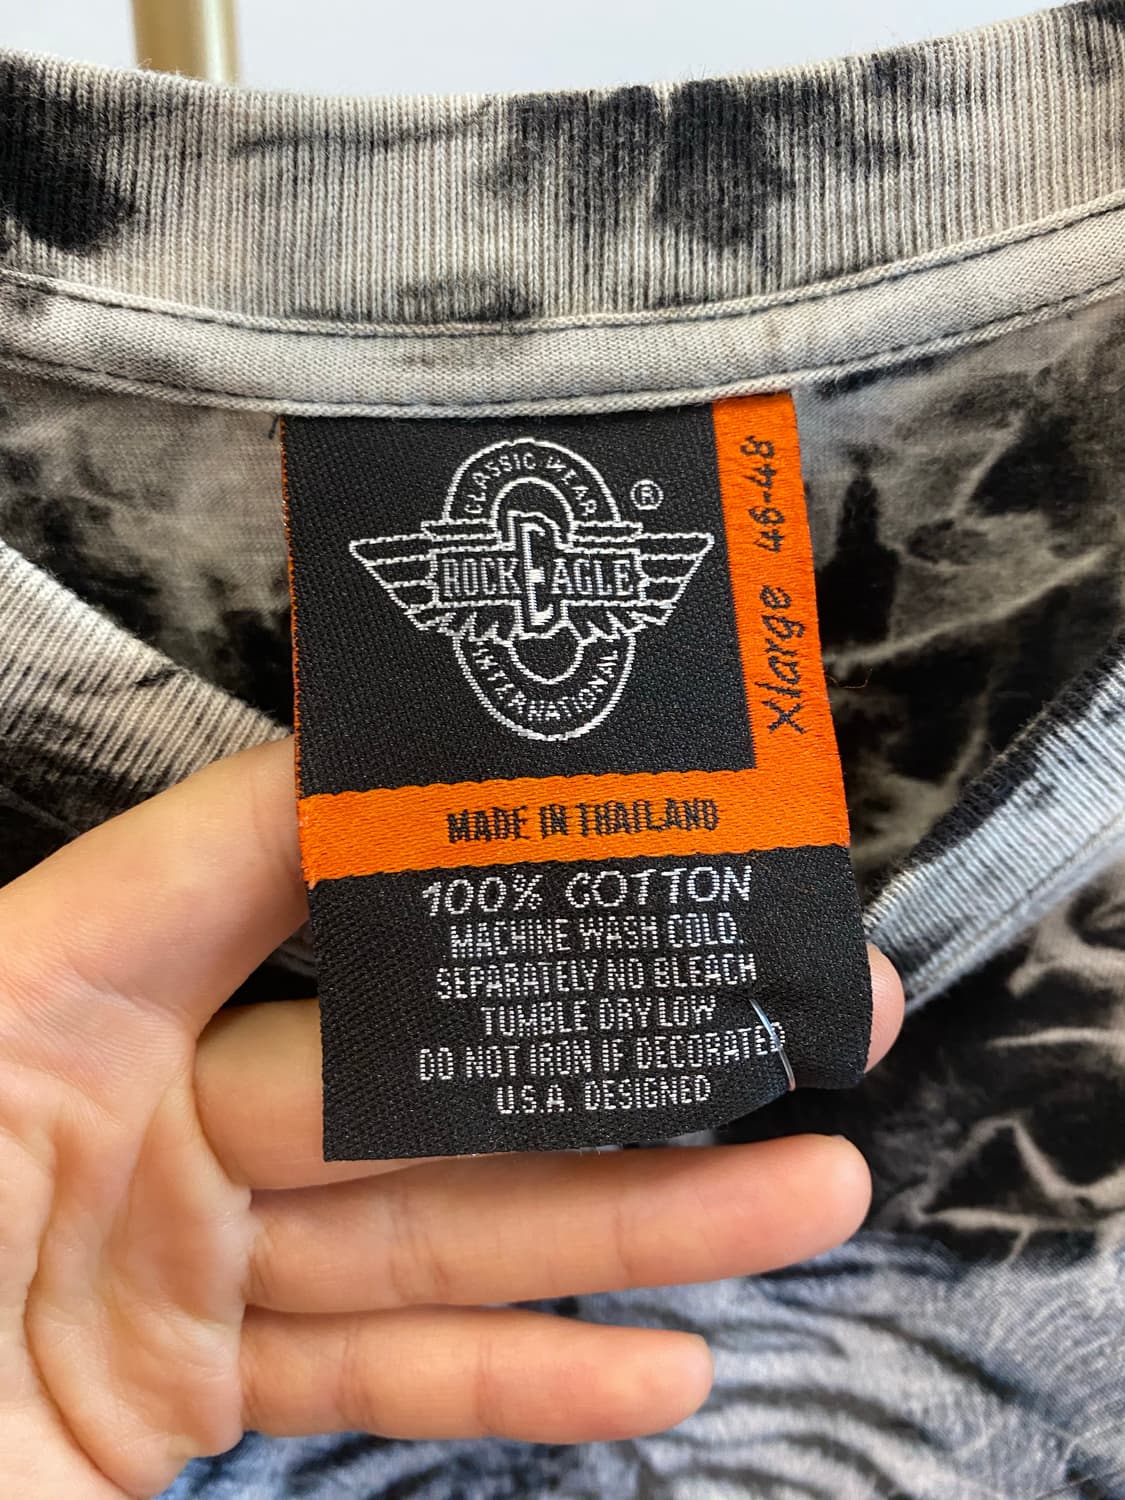 CLASSIC WEAR
®
ROCK EAGLE
INTERNATIONAL
Xlarge 46-48
MADE IN THAILAND
100% COTTON
MACHINE WASH COLD
SEPARATELY NO BLEACH
TUMBLE DRY LOW
DO NOT IRON IF DECORATED
U.S.A. DESIGNED